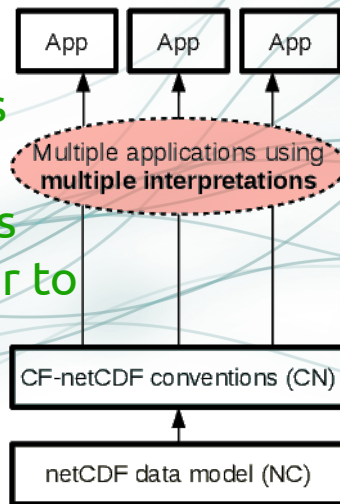 App App App
s
Multiple applications using
multiple interpretations
s
r to
CF-netCDF conventions (CN)
netCDF data model (NC)